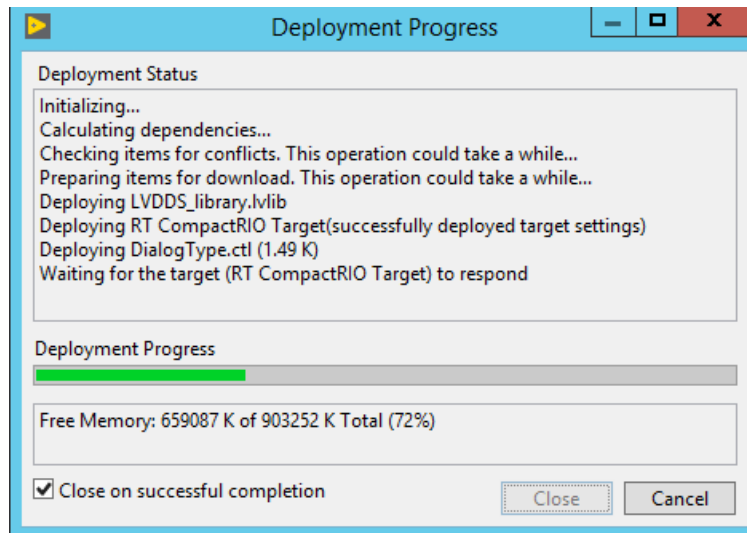 Deployment Progress
Deployment Status
Initializing...
Calculating dependencies...
Checking items for conflicts. This operation could take a while...
Preparing items for download. This operation could take a while...
Deploying LVDDS_library.lvlib
Deploying RT CompactRIO Target(successfully deployed target settings)
Deploying DialogType.ctl (1.49 K)
Waiting for the target (RT CompactRIO Target) to respond
Deployment Progress
Free Memory: 659087 K of 903252 K Total (72%)
Close on successful completion
Close
Cancel